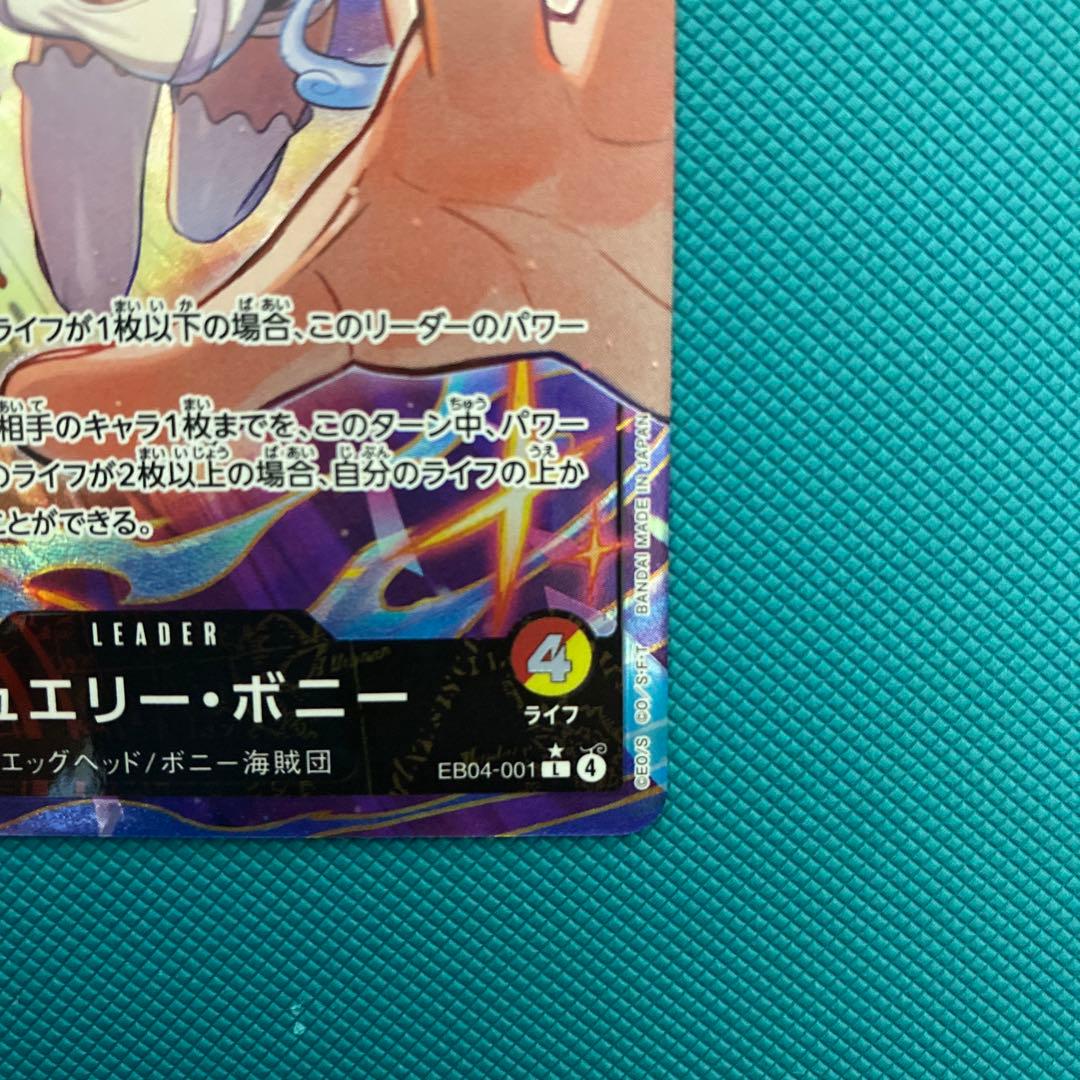 ライフが1枚以下の場合、このリーダーのパワー
相手のキャラ1枚までを、このターン中、パワー
のライフが2枚以上の場合、自分のライフの上か
ことができる。
LEADER
4
ライフ
ュエリー・ボニー
エッグヘッド/ボニー海賊団
EB04-001 L 4
©EO/S ©O/S・F・T BANDAI MADE IN JAPAN